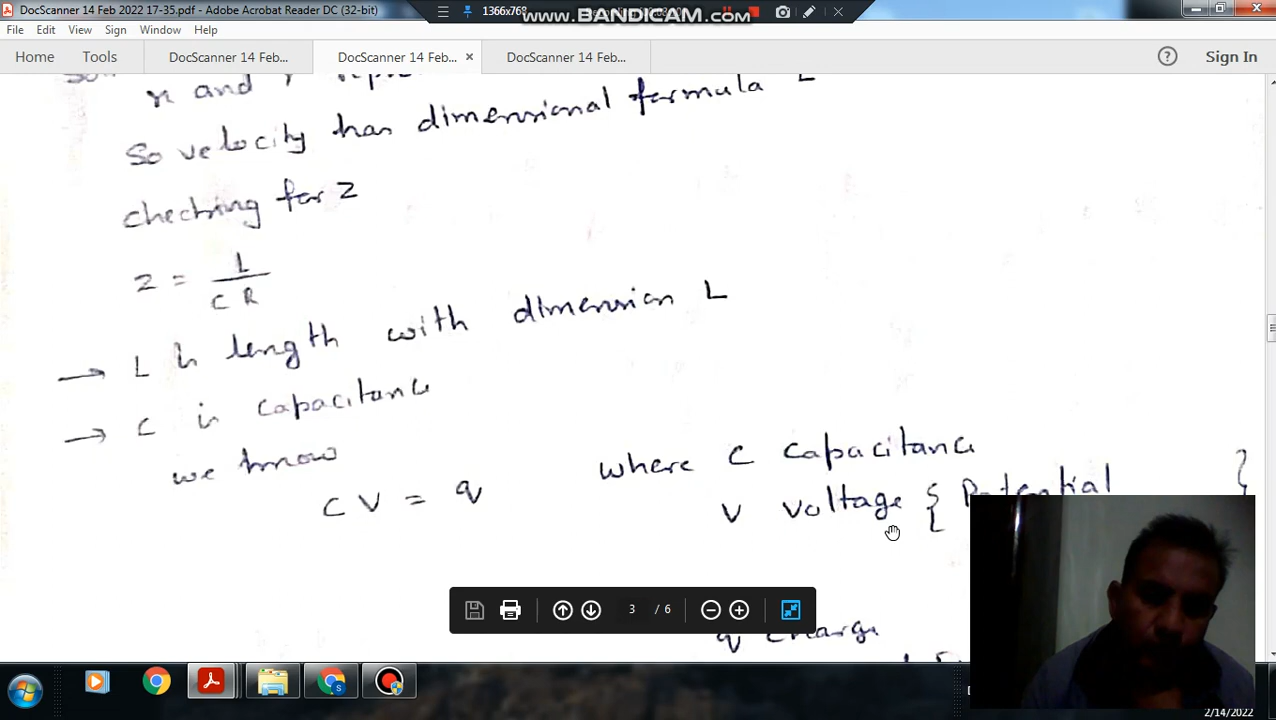 DocScanner 14 Feb 2022 17-35.pdf - Adobe Acrobat Reader DC (32-bit)
1366x768
www.BANDICAM.com
File Edit View Sign Window Help
Home Tools DocScanner 14 Feb... DocScanner 14 Feb... × DocScanner 14 Feb... Sign In
x and r
So velocity has dimensional formula L
checking for Z
Z = L
C R
→ L is length with dimension L
→ C is capacitance
we know
where C capacitance
C V = q
V voltage { Potential }
3 / 6
q charge
2/14/2022